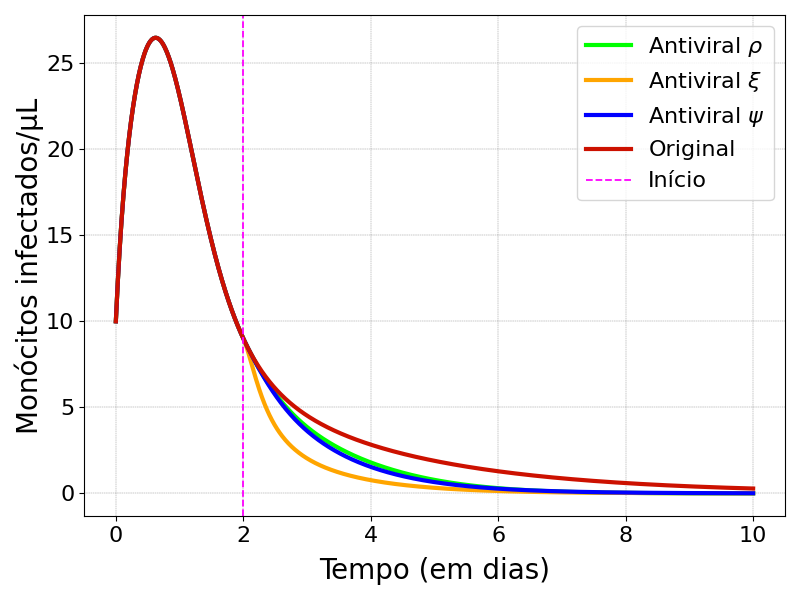 Antiviral ρ
Antiviral ξ
Antiviral ψ
Original
Início
Monócitos infectados/μL
25
20
15
10
5
0
0 2 4 6 8 10
Tempo (em dias)